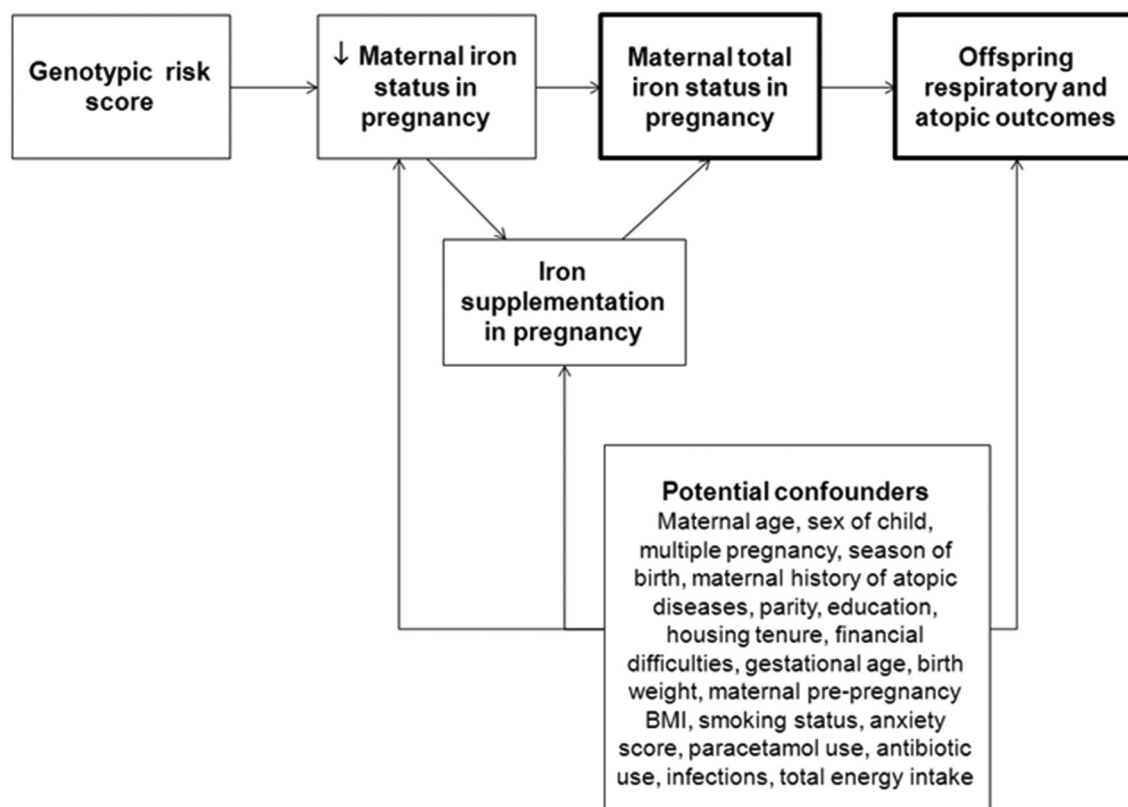 Genotypic risk
score
↓ Maternal iron
status in
pregnancy
Maternal total
iron status in
pregnancy
Offspring
respiratory and
atopic outcomes
Iron
supplementation
in pregnancy
Potential confounders
Maternal age, sex of child,
multiple pregnancy, season of
birth, maternal history of atopic
diseases, parity, education,
housing tenure, financial
difficulties, gestational age, birth
weight, maternal pre-pregnancy
BMI, smoking status, anxiety
score, paracetamol use, antibiotic
use, infections, total energy intake